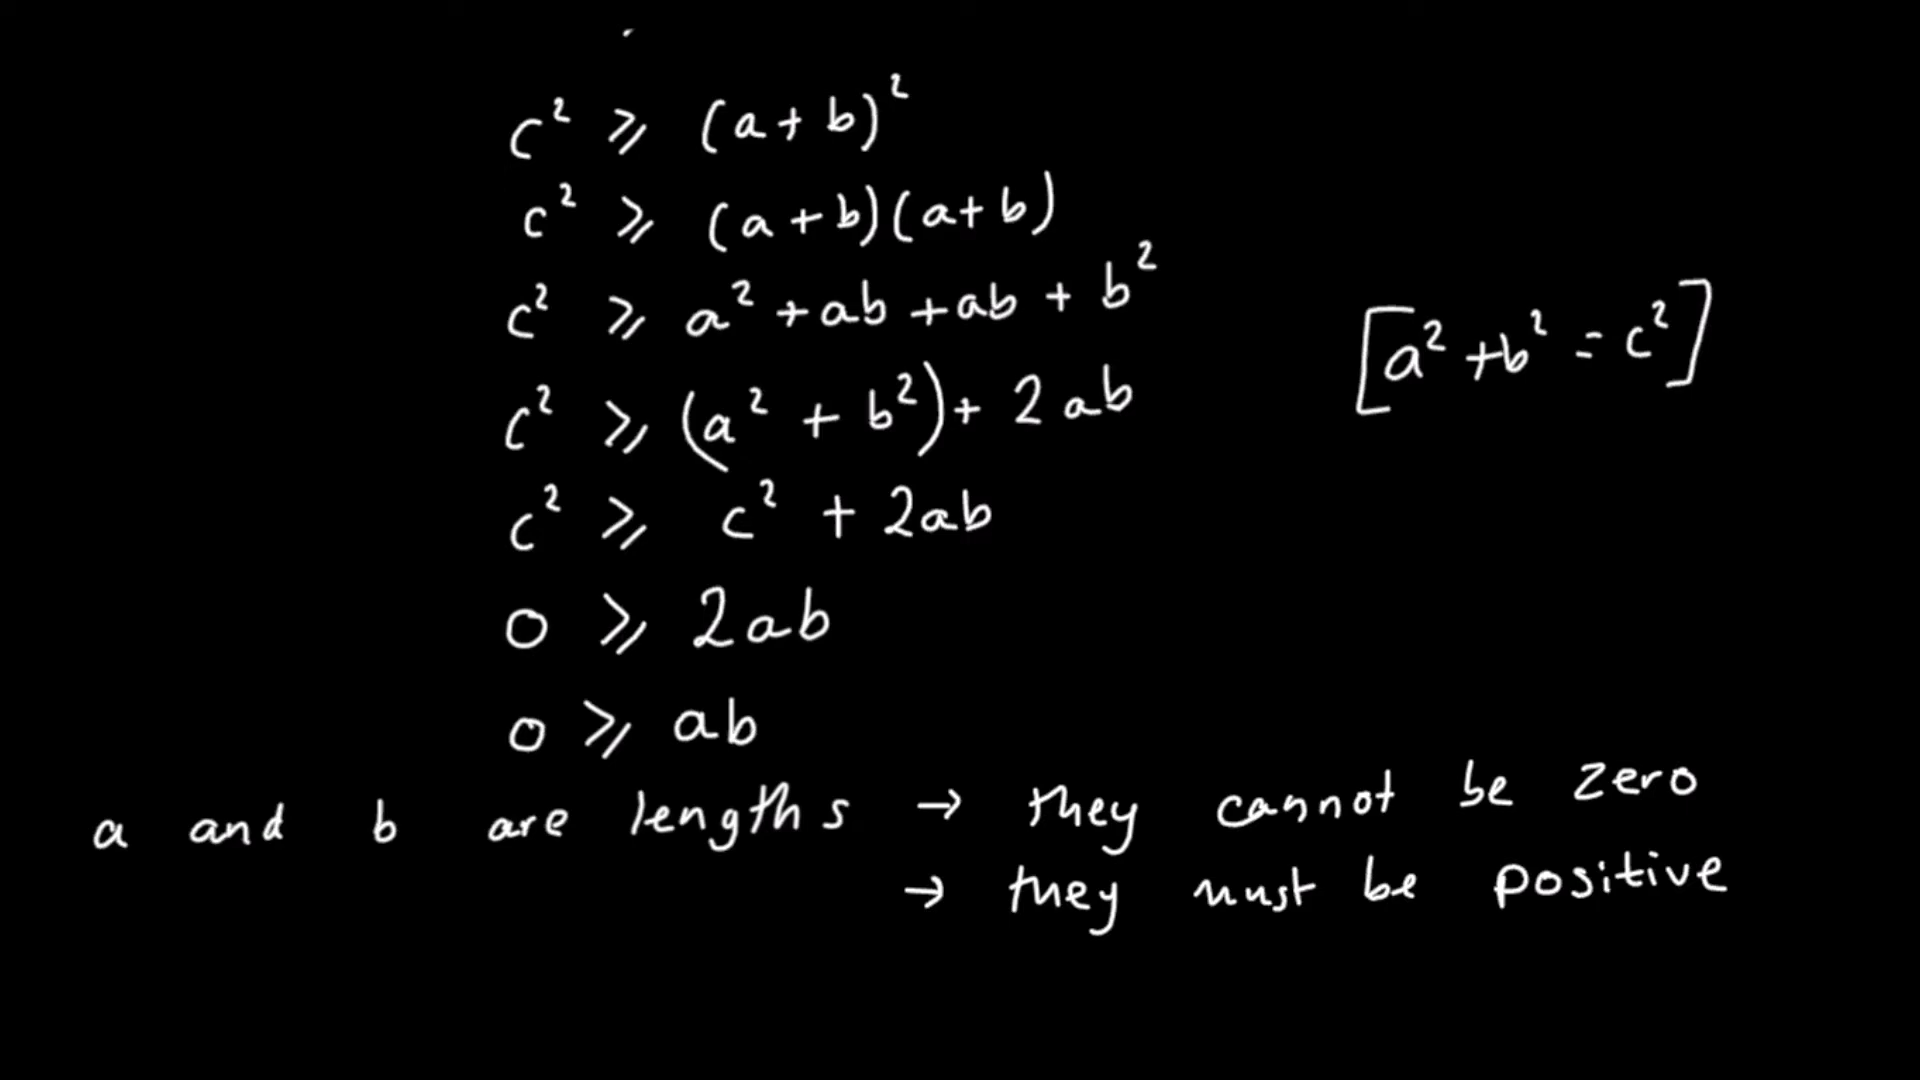 c² ⩾ (a + b)²
c² ⩾ (a + b)(a + b)
c² ⩾ a² + ab + ab + b²
[a² + b² = c²]
c² ⩾ (a² + b²) + 2ab
c² ⩾ c² + 2ab
0 ⩾ 2ab
0 ⩾ ab
a and b are lengths → they cannot be zero
→ they must be positive